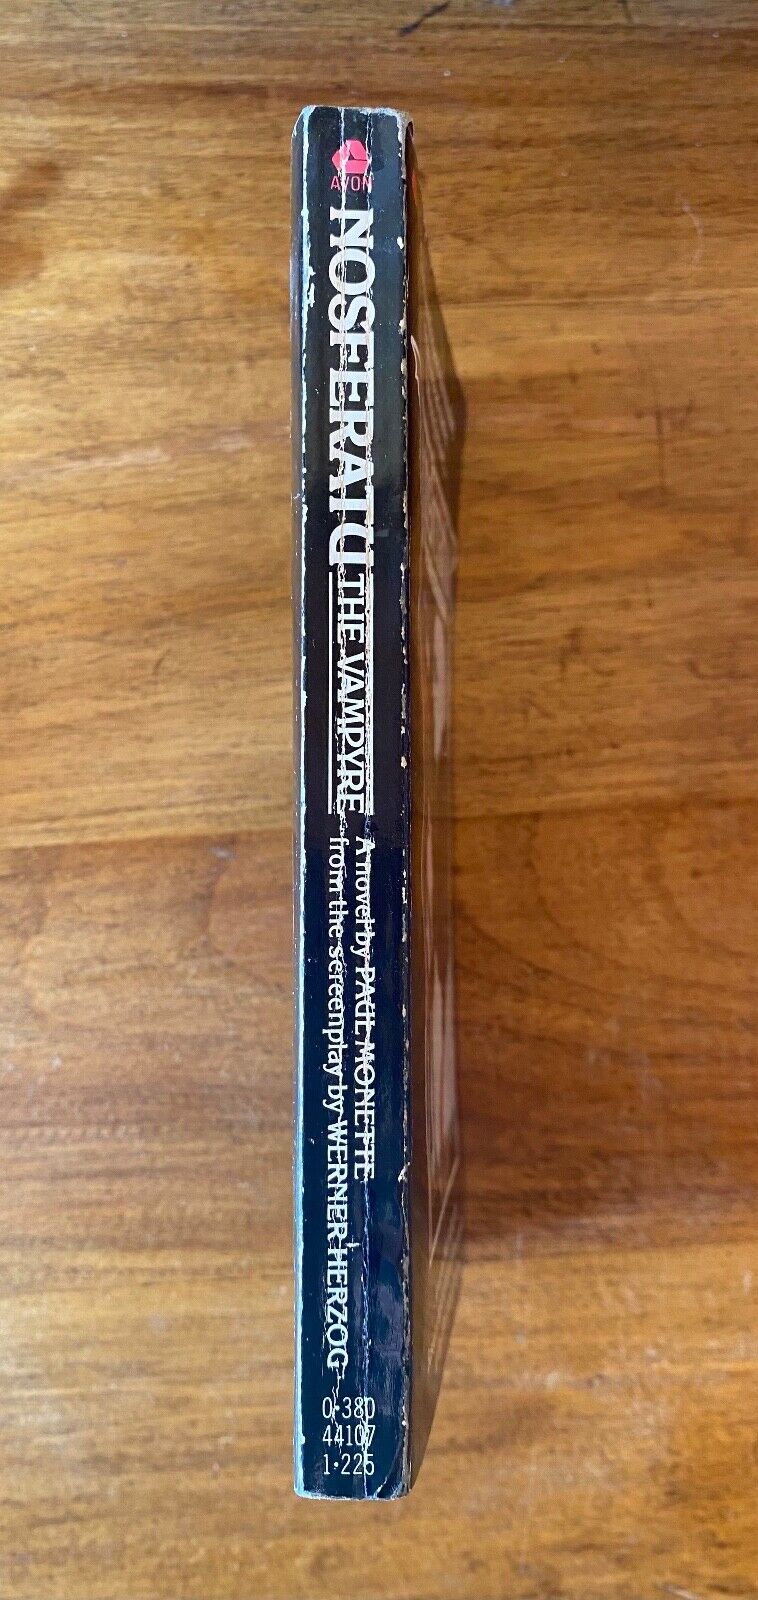 AVON
NOSFERATU THE VAMPYRE
A novel by PAUL MONETTE
from the screenplay by WERNER HERZOG
0·380
44107
1·225